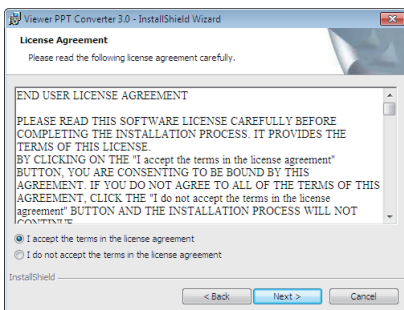 Viewer PPT Converter 3.0 - InstallShield Wizard
License Agreement
Please read the following license agreement carefully.
END USER LICENSE AGREEMENT
PLEASE READ THIS SOFTWARE LICENSE CAREFULLY BEFORE
COMPLETING THE INSTALLATION PROCESS. IT PROVIDES THE
TERMS OF THIS LICENSE.
BY CLICKING ON THE "I accept the terms in the license agreement"
BUTTON, YOU ARE CONSENTING TO BE BOUND BY THIS
AGREEMENT. IF YOU DO NOT AGREE TO ALL OF THE TERMS OF THIS
AGREEMENT, CLICK THE "I do not accept the terms in the license
agreement" BUTTON AND THE INSTALLATION PROCESS WILL NOT
CONTINUE
I accept the terms in the license agreement
I do not accept the terms in the license agreement
InstallShield
< Back Next > Cancel